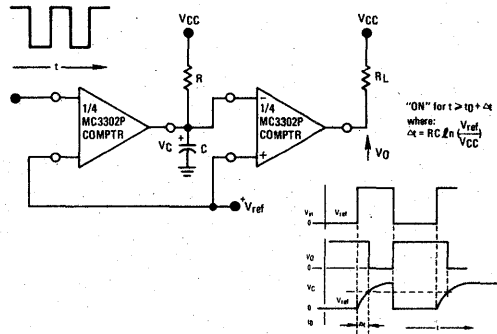 VCC
VCC
t
R
RL
1/4
MC3302P
COMPTR
1/4
MC3302P
COMPTR
−
+
VC
+
C
VO
+
Vref
"ON" for t ≥ t0 + Δt
where:
Δt = RC ℓn (Vref/VCC)
Vin
Vref
0
VO
0
VC
Vref
0
t0
Δt
t